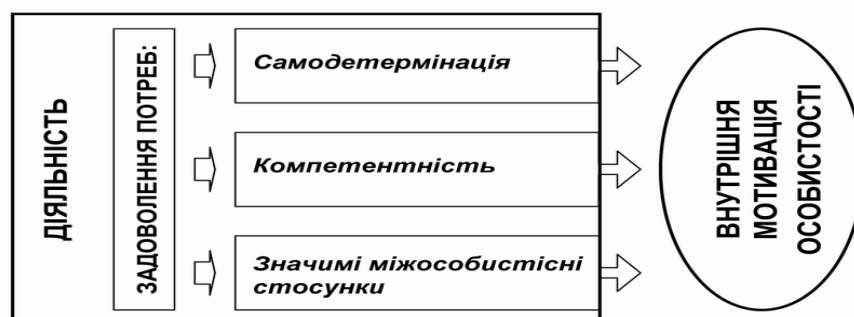 ДІЯЛЬНІСТЬ
ЗАДОВОЛЕННЯ ПОТРЕБ:
Самодетермінація
Компетентність
Значимі міжособистісні
стосунки
ВНУТРІШНЯ
МОТИВАЦІЯ
ОСОБИСТОСТІ